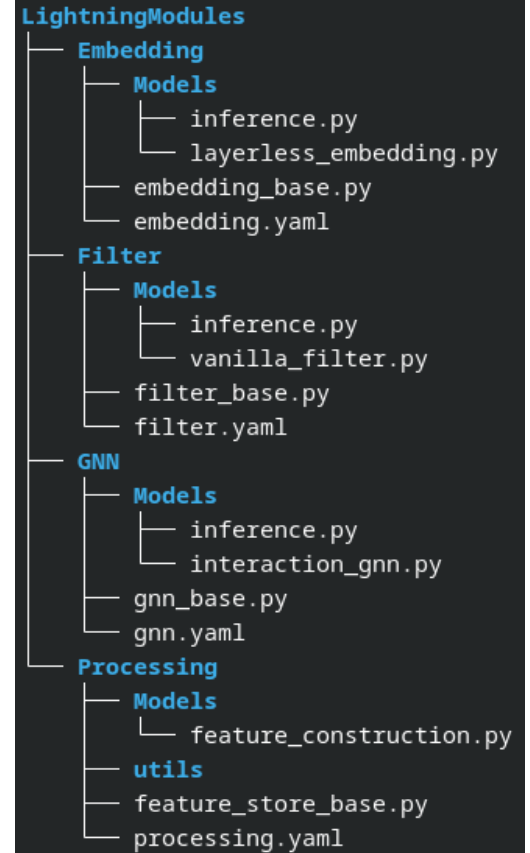 LightningModules
Embedding
Models
inference.py
layerless_embedding.py
embedding_base.py
embedding.yaml
Filter
Models
inference.py
vanilla_filter.py
filter_base.py
filter.yaml
GNN
Models
inference.py
interaction_gnn.py
gnn_base.py
gnn.yaml
Processing
Models
feature_construction.py
utils
feature_store_base.py
processing.yaml